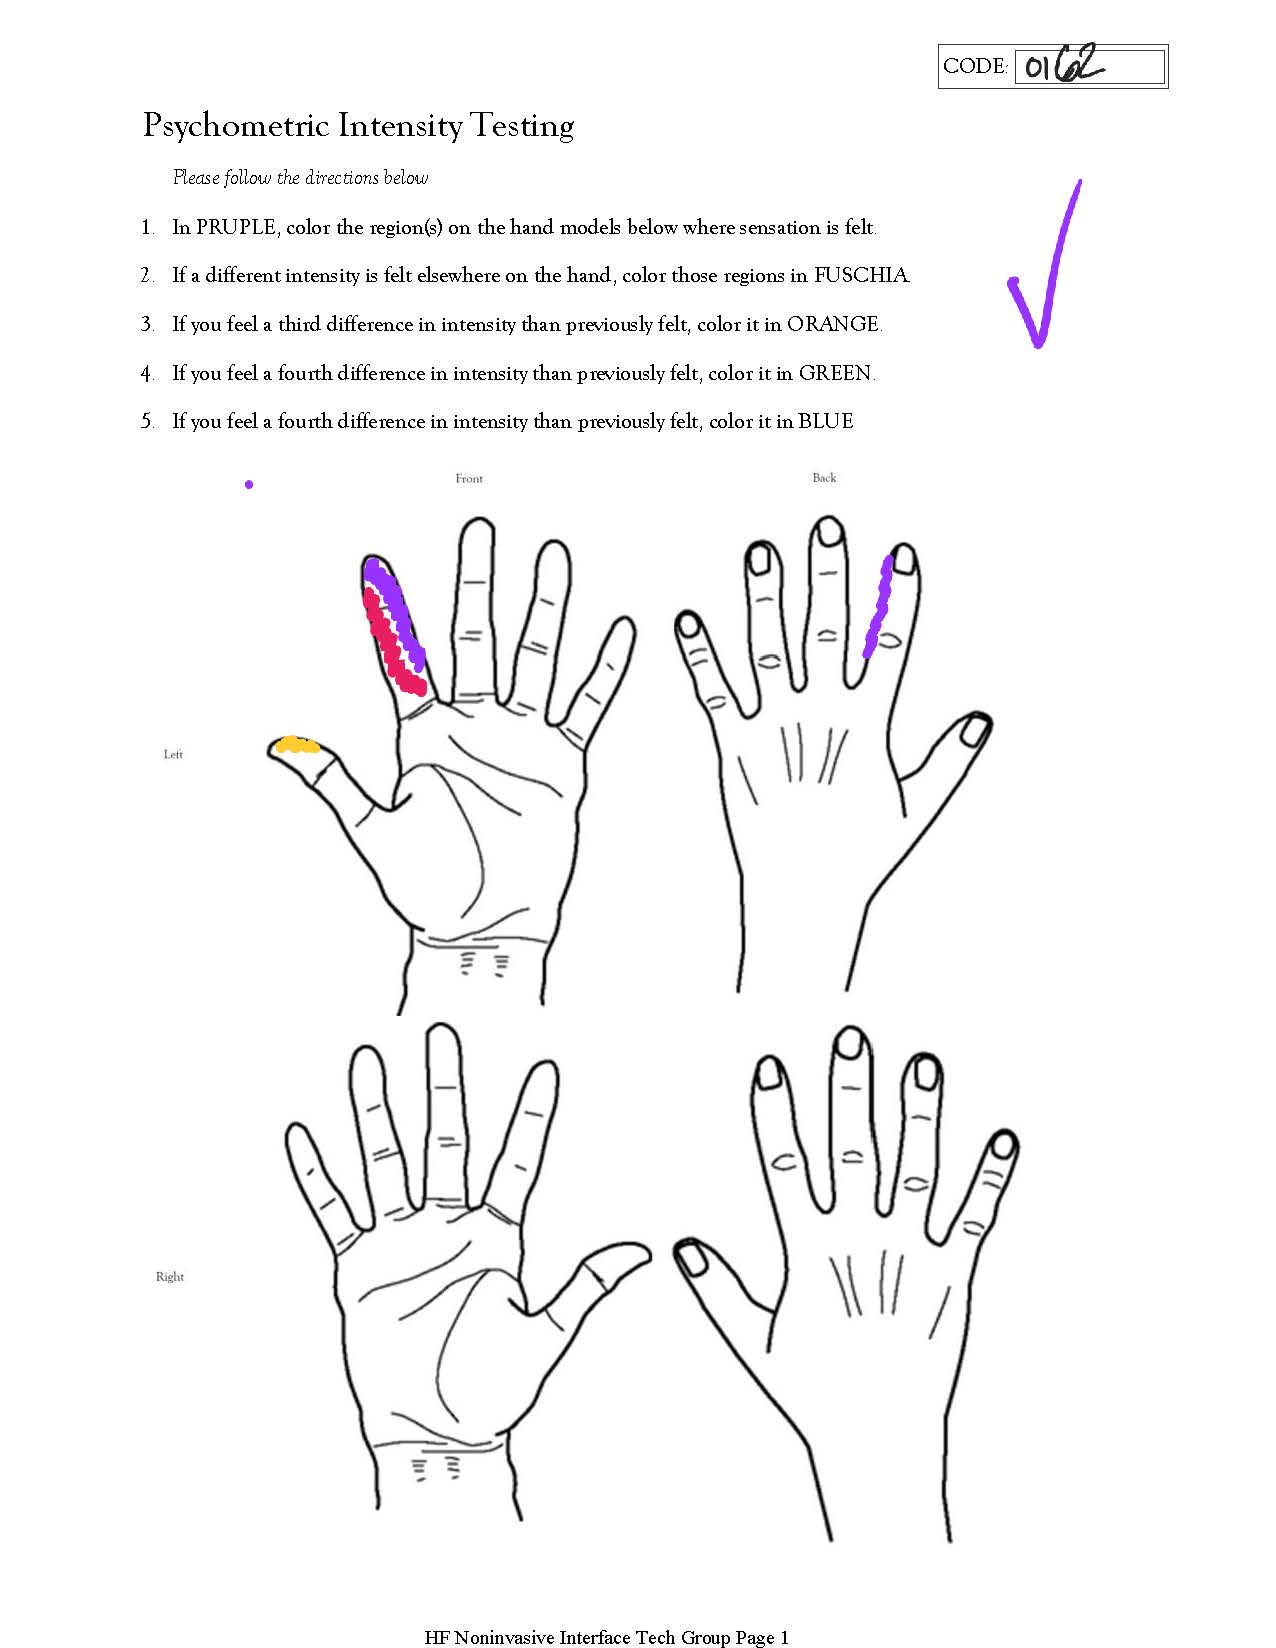 CODE: 0162
Psychometric Intensity Testing
Please follow the directions below
1. In PRUPLE, color the region(s) on the hand models below where sensation is felt.
2. If a different intensity is felt elsewhere on the hand, color those regions in FUSCHIA.
3. If you feel a third difference in intensity than previously felt, color it in ORANGE.
4. If you feel a fourth difference in intensity than previously felt, color it in GREEN.
5. If you feel a fourth difference in intensity than previously felt, color it in BLUE
Front Back
Left
Right
HF Noninvasive Interface Tech Group Page 1